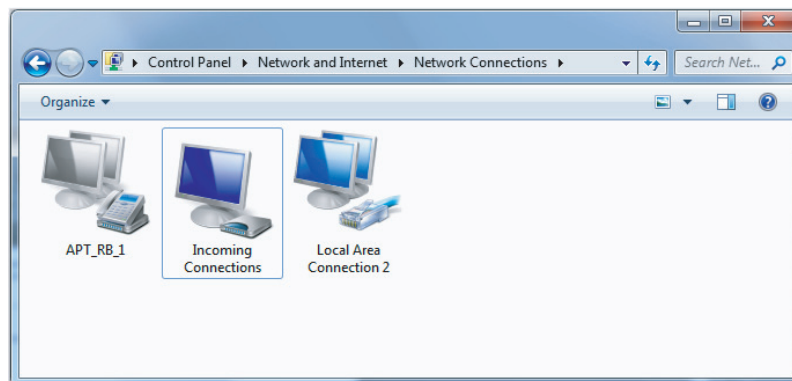 Control Panel Network and Internet Network Connections Search Net...
Organize
APT_RB_1
Incoming
Connections
Local Area
Connection 2